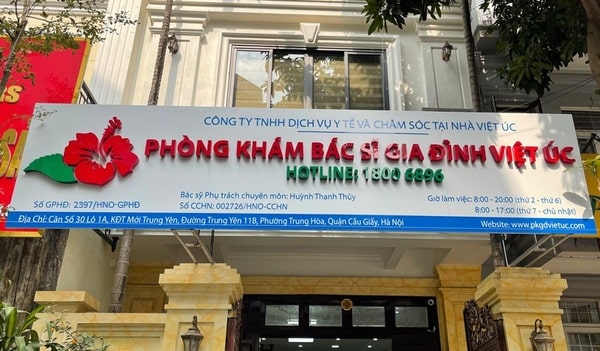 CÔNG TY TNHH DỊCH VỤ Y TẾ VÀ CHĂM SÓC TẠI NHÀ VIỆT ÚC
PHÒNG KHÁM BÁC SĨ GIA ĐÌNH VIỆT ÚC
HOTLINE: 1800 6896
Bác sỹ Phụ trách chuyên môn: Huỳnh Thanh Thủy
Số GPHĐ: 2397/HNO-GPHĐ
Số CCHN: 002726/HNO-CCHN
Giờ làm việc: 8:00 - 20:00 (thứ 2 - thứ 6)
8:00 - 17:00 (thứ 7 - chủ nhật)
Địa Chỉ: Căn Số 30 Lô 1A, KĐT Mới Trung Yên, Đường Trung Yên 11B, Phường Trung Hòa, Quận Cầu Giấy, Hà Nội
Website: www.pkgdvietuc.com